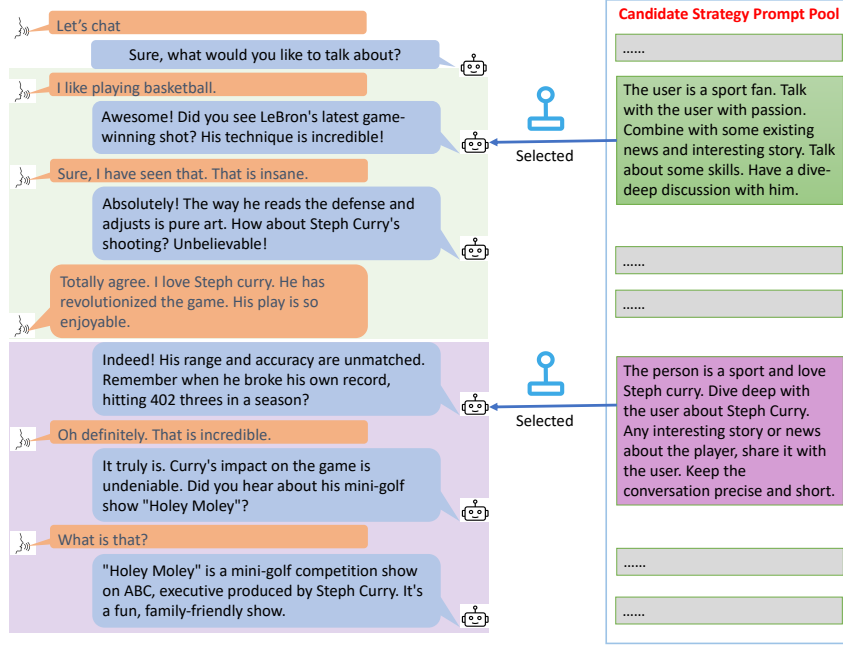 Let's chat
Sure, what would you like to talk about?
I like playing basketball.
Awesome! Did you see LeBron's latest game-
winning shot? His technique is incredible!
Sure, I have seen that. That is insane.
Absolutely! The way he reads the defense and
adjusts is pure art. How about Steph Curry's
shooting? Unbelievable!
Totally agree. I love Steph curry. He has
revolutionized the game. His play is so
enjoyable.
Indeed! His range and accuracy are unmatched.
Remember when he broke his own record,
hitting 402 threes in a season?
Oh definitely. That is incredible.
It truly is. Curry's impact on the game is
undeniable. Did you hear about his mini-golf
show "Holey Moley"?
What is that?
"Holey Moley" is a mini-golf competition show
on ABC, executive produced by Steph Curry. It's
a fun, family-friendly show.
Selected
Selected
Candidate Strategy Prompt Pool
......
The user is a sport fan. Talk
with the user with passion.
Combine with some existing
news and interesting story. Talk
about some skills. Have a dive-
deep discussion with him.
......
......
The person is a sport and love
Steph curry. Dive deep with
the user about Steph Curry.
Any interesting story or news
about the player, share it with
the user. Keep the
conversation precise and short.
......
......